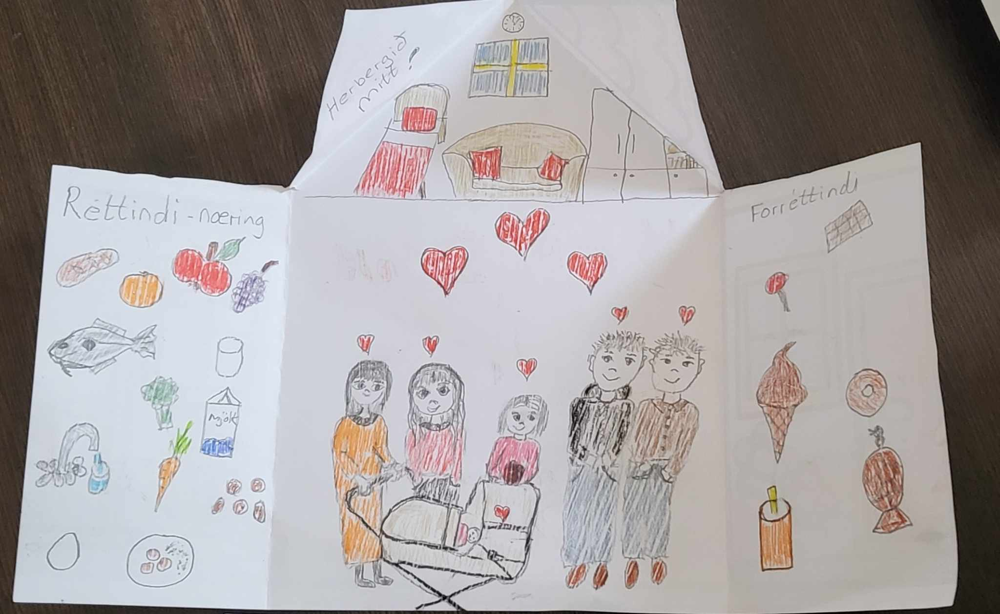 Herbergið
mitt!
Réttindi - næring
Forréttindi
Mjólk